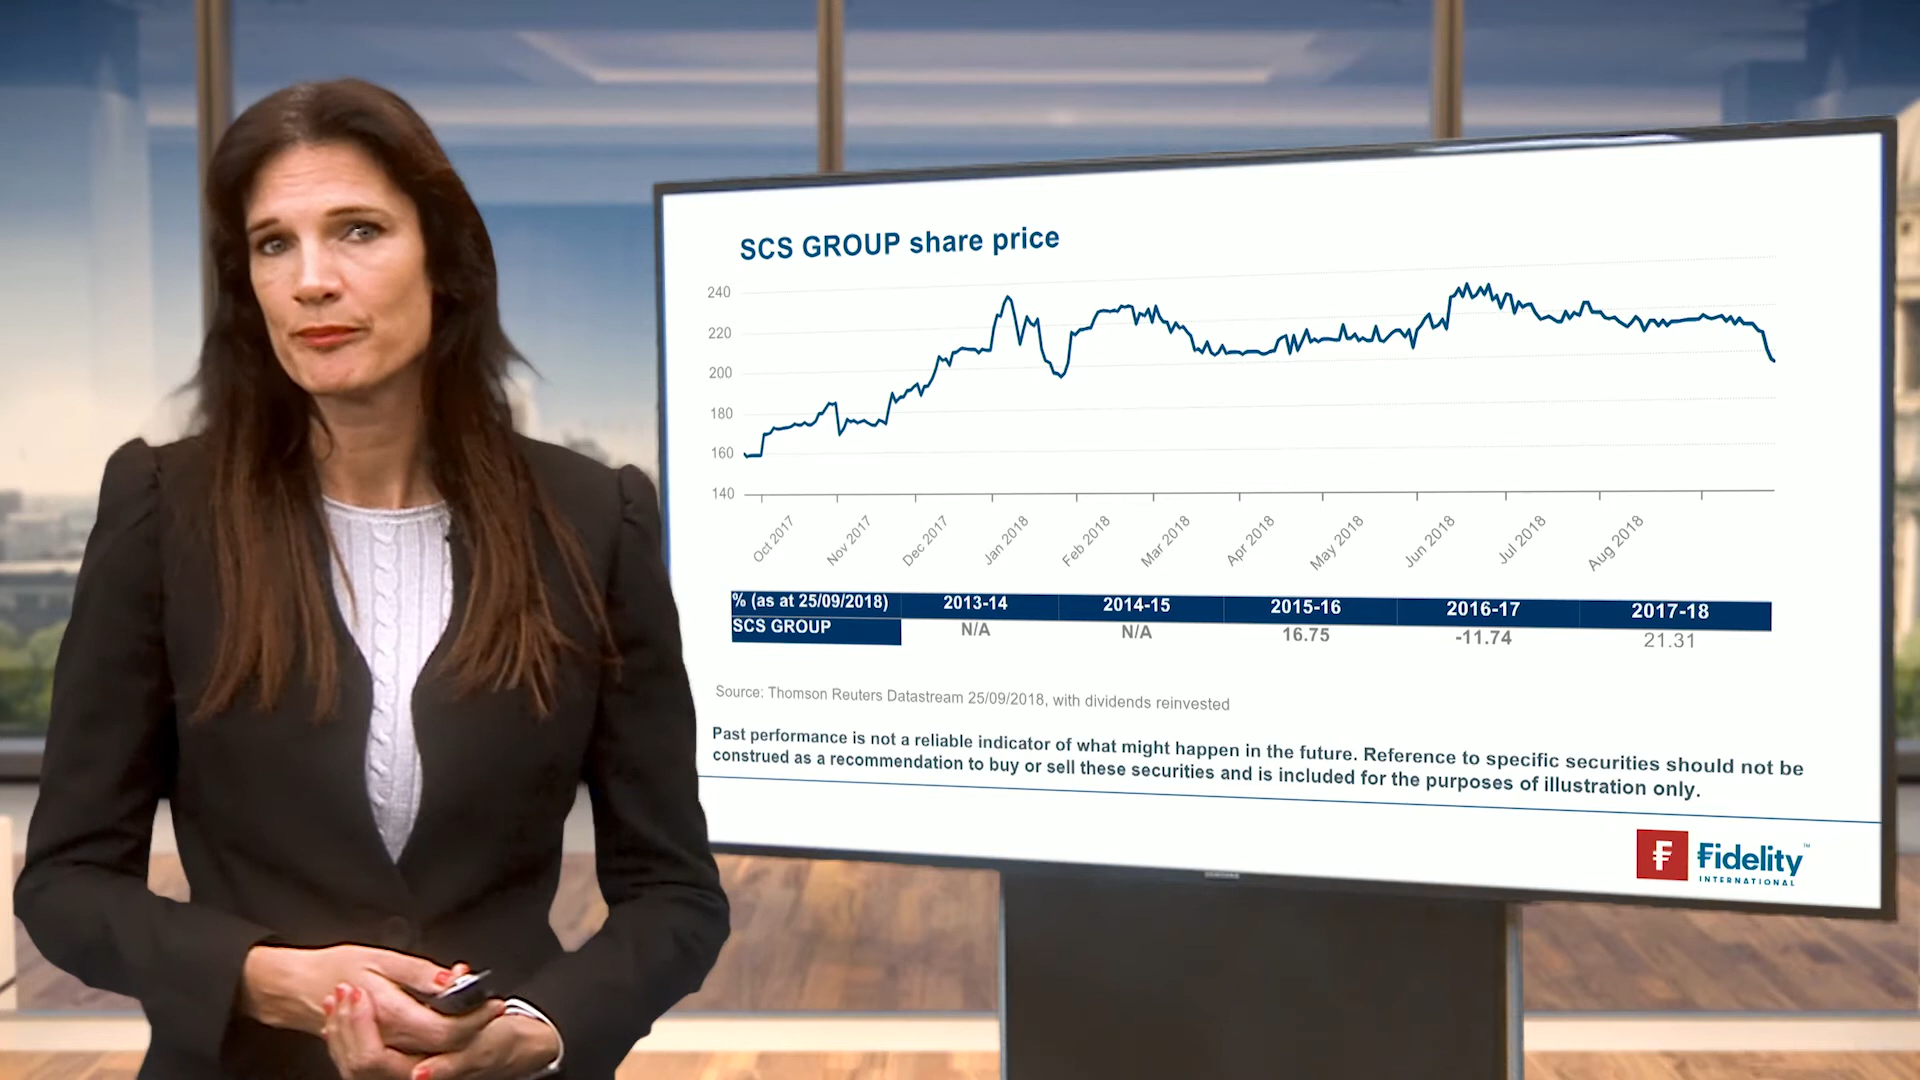 SCS GROUP share price
240
220
200
180
160
140
Oct 2017 Nov 2017 Dec 2017 Jan 2018 Feb 2018 Mar 2018 Apr 2018 May 2018 Jun 2018 Jul 2018 Aug 2018
% (as at 25/09/2018) 2013-14 2014-15 2015-16 2016-17 2017-18
SCS GROUP N/A N/A 16.75 -11.74 21.31
Source: Thomson Reuters Datastream 25/09/2018, with dividends reinvested
Past performance is not a reliable indicator of what might happen in the future. Reference to specific securities should not be
construed as a recommendation to buy or sell these securities and is included for the purposes of illustration only.
Fidelity™
INTERNATIONAL